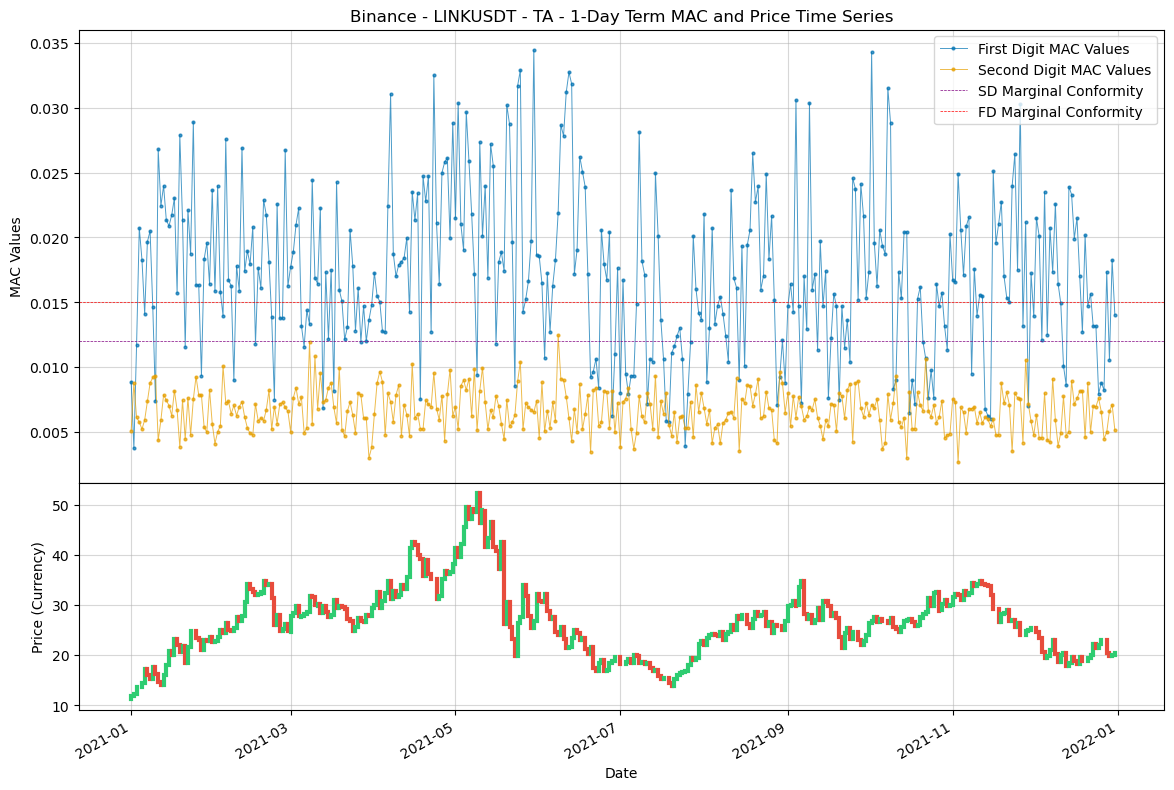 Binance - LINKUSDT - TA - 1-Day Term MAC and Price Time Series
First Digit MAC Values
Second Digit MAC Values
SD Marginal Conformity
FD Marginal Conformity
MAC Values
0.035
0.030
0.025
0.020
0.015
0.010
0.005
Price (Currency)
50
40
30
20
10
2021-01
2021-03
2021-05
2021-07
2021-09
2021-11
2022-01
Date